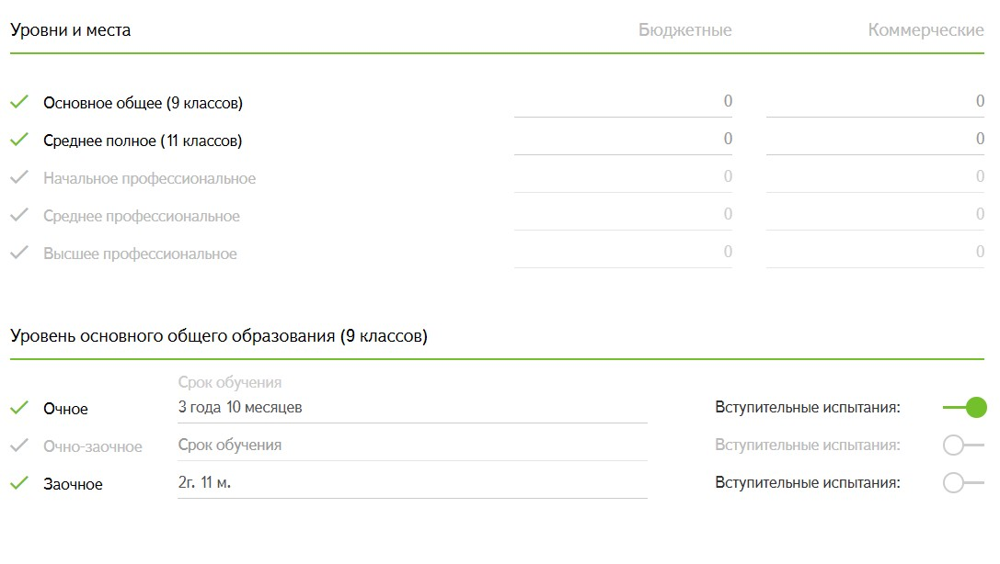 Уровни и места Бюджетные Коммерческие
Основное общее (9 классов) 0 0
Среднее полное (11 классов) 0 0
Начальное профессиональное 0 0
Среднее профессиональное 0 0
Высшее профессиональное 0 0
Уровень основного общего образования (9 классов)
Срок обучения
Очное 3 года 10 месяцев Вступительные испытания:
Очно-заочное Срок обучения Вступительные испытания:
Заочное 2г. 11 м. Вступительные испытания: